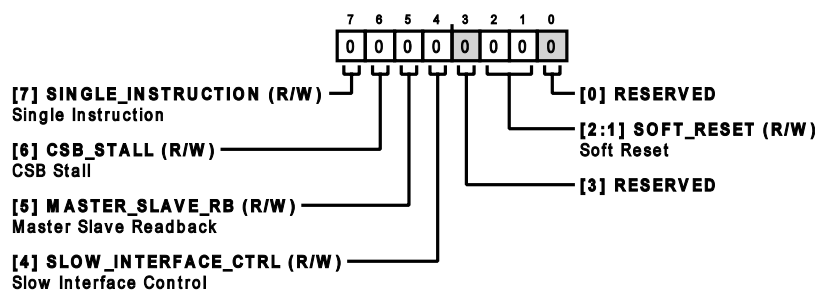 7 6 5 4 3 2 1 0
0 0 0 0 0 0 0 0
[7] SINGLE_INSTRUCTION (R/W)
Single Instruction
[6] CSB_STALL (R/W)
CSB Stall
[5] MASTER_SLAVE_RB (R/W)
Master Slave Readback
[4] SLOW_INTERFACE_CTRL (R/W)
Slow Interface Control
[0] RESERVED
[2:1] SOFT_RESET (R/W)
Soft Reset
[3] RESERVED